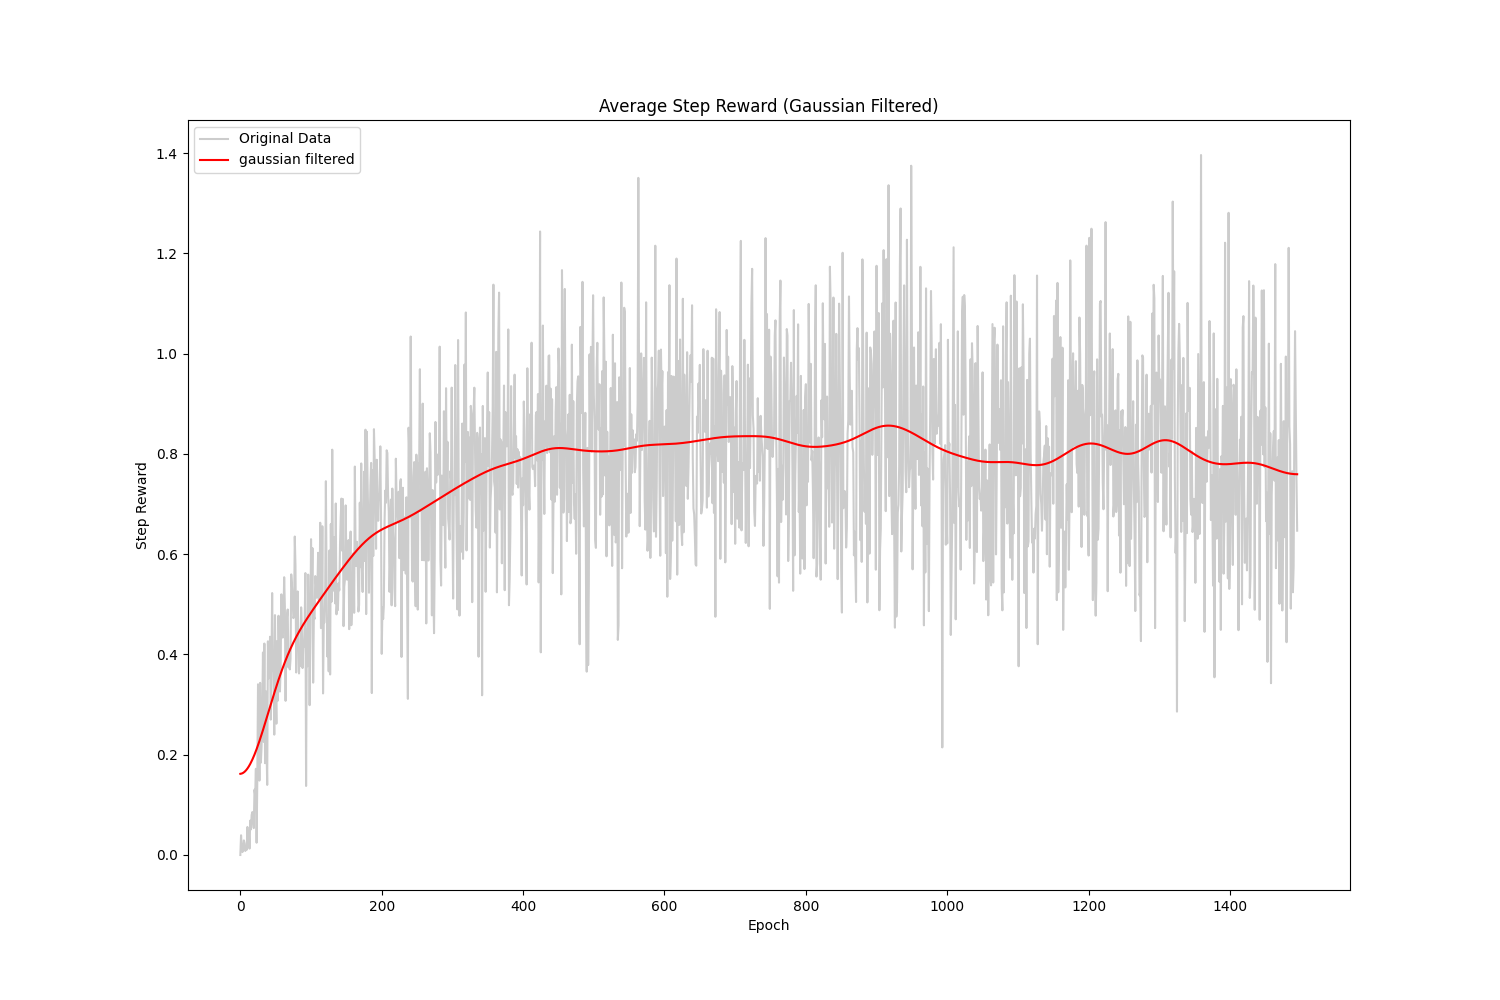 Average Step Reward (Gaussian Filtered)
Original Data
gaussian filtered
1.4
1.2
1.0
0.8
0.6
0.4
0.2
0.0
Step Reward
0 200 400 600 800 1000 1200 1400
Epoch